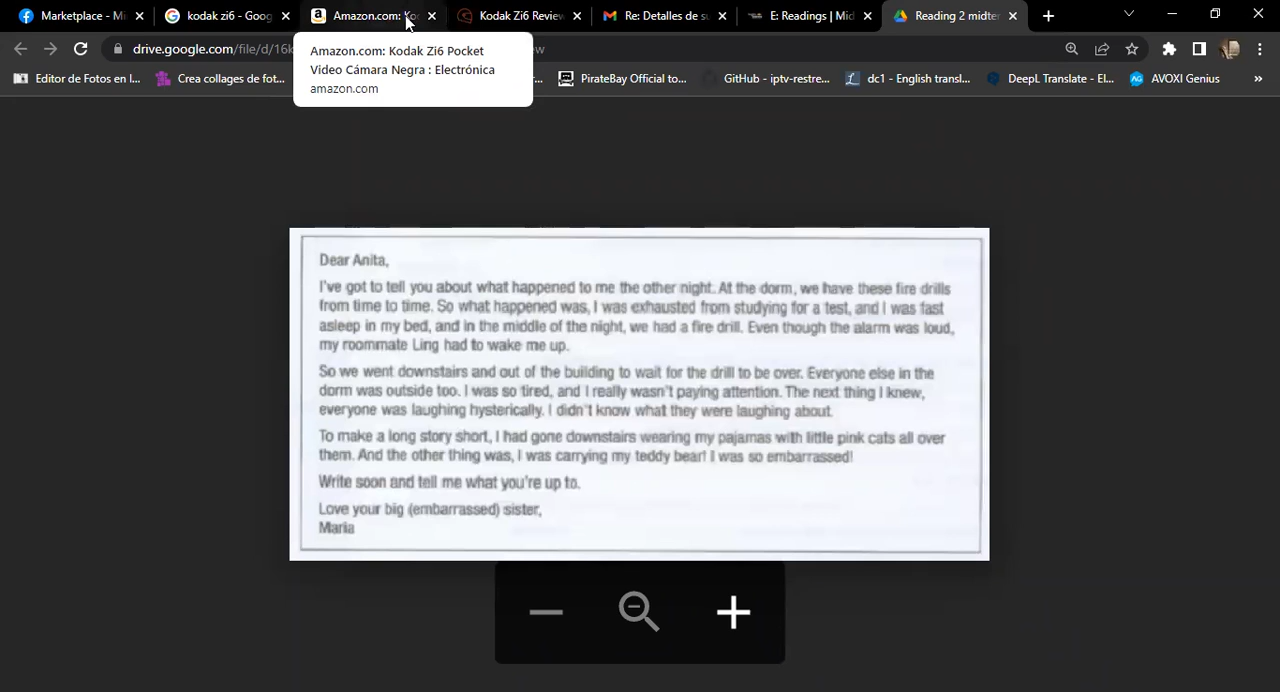 Marketplace - Mi
kodak zi6 - Goog
Amazon.com: Ko
Kodak Zi6 Review
Re: Detalles de su
E: Readings | Mid
Reading 2 midter
drive.google.com/file/d/16k
ew
Amazon.com: Kodak Zi6 Pocket
Video Cámara Negra : Electrónica
amazon.com
Editor de Fotos en l...
Crea collages de fot...
PirateBay Official to...
GitHub - iptv-restre...
dc1 - English transl...
DeepL Translate - El...
AVOXI Genius
Dear Anita,
I've got to tell you about what happened to me the other night. At the dorm, we have these fire drills
from time to time. So what happened was, I was exhausted from studying for a test, and I was fast
asleep in my bed, and in the middle of the night, we had a fire drill. Even though the alarm was loud,
my roommate Ling had to wake me up.
So we went downstairs and out of the building to wait for the drill to be over. Everyone else in the
dorm was outside too. I was so tired, and I really wasn't paying attention. The next thing I knew,
everyone was laughing hysterically. I didn't know what they were laughing about.
To make a long story short, I had gone downstairs wearing my pajamas with little pink cats all over
them. And the other thing was, I was carrying my teddy bear! I was so embarrassed!
Write soon and tell me what you're up to.
Love your big (embarrassed) sister,
Maria